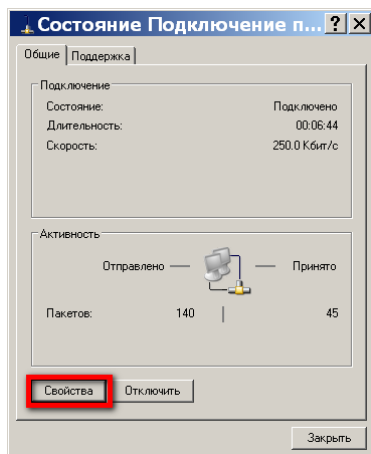 Состояние Подключение п...
Общие Поддержка
Подключение
Состояние: Подключено
Длительность: 00:06:44
Скорость: 250.0 Кбит/с
Активность
Отправлено — — Принято
Пакетов: 140 | 45
Свойства Отключить
Закрыть